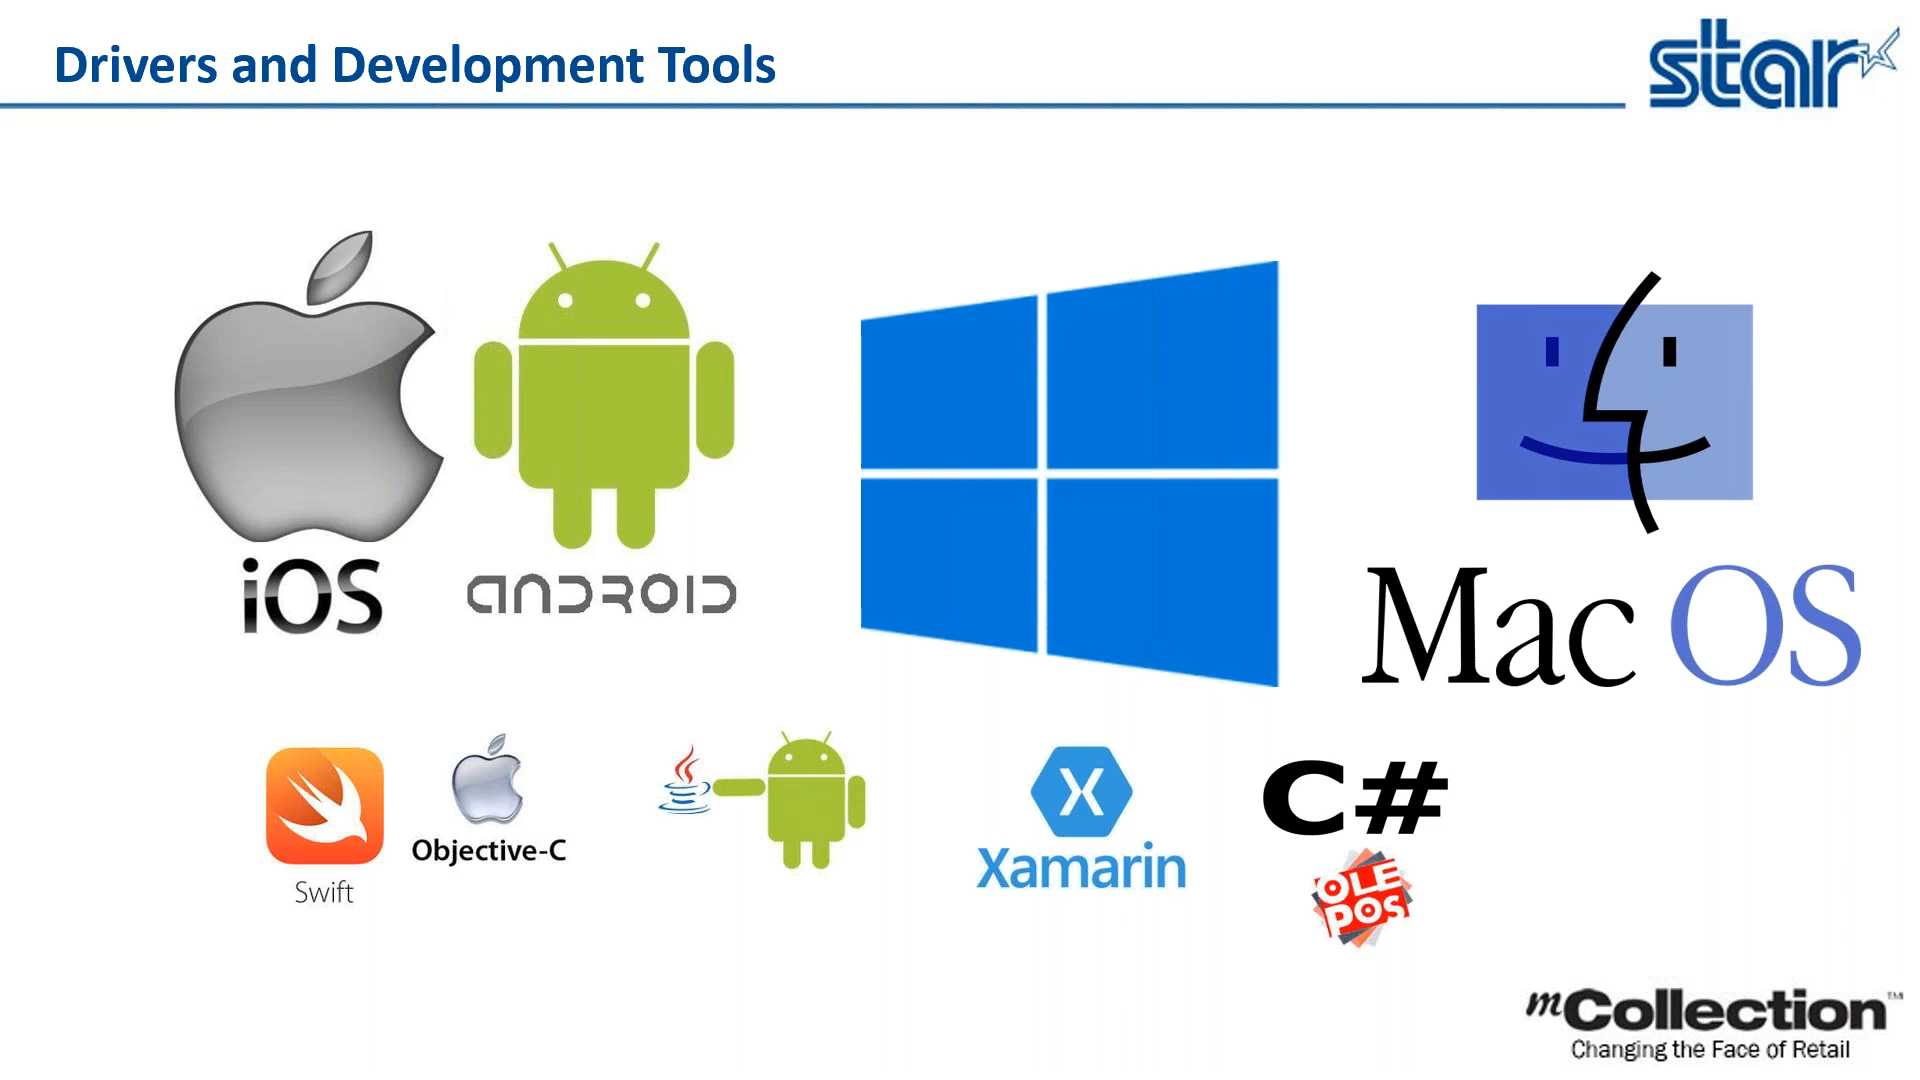 Drivers and Development Tools
star
iOS
ANDROID
Mac OS
Swift
Objective-C
X
Xamarin
C#
OLE
POS
mCollection™
Changing the Face of Retail